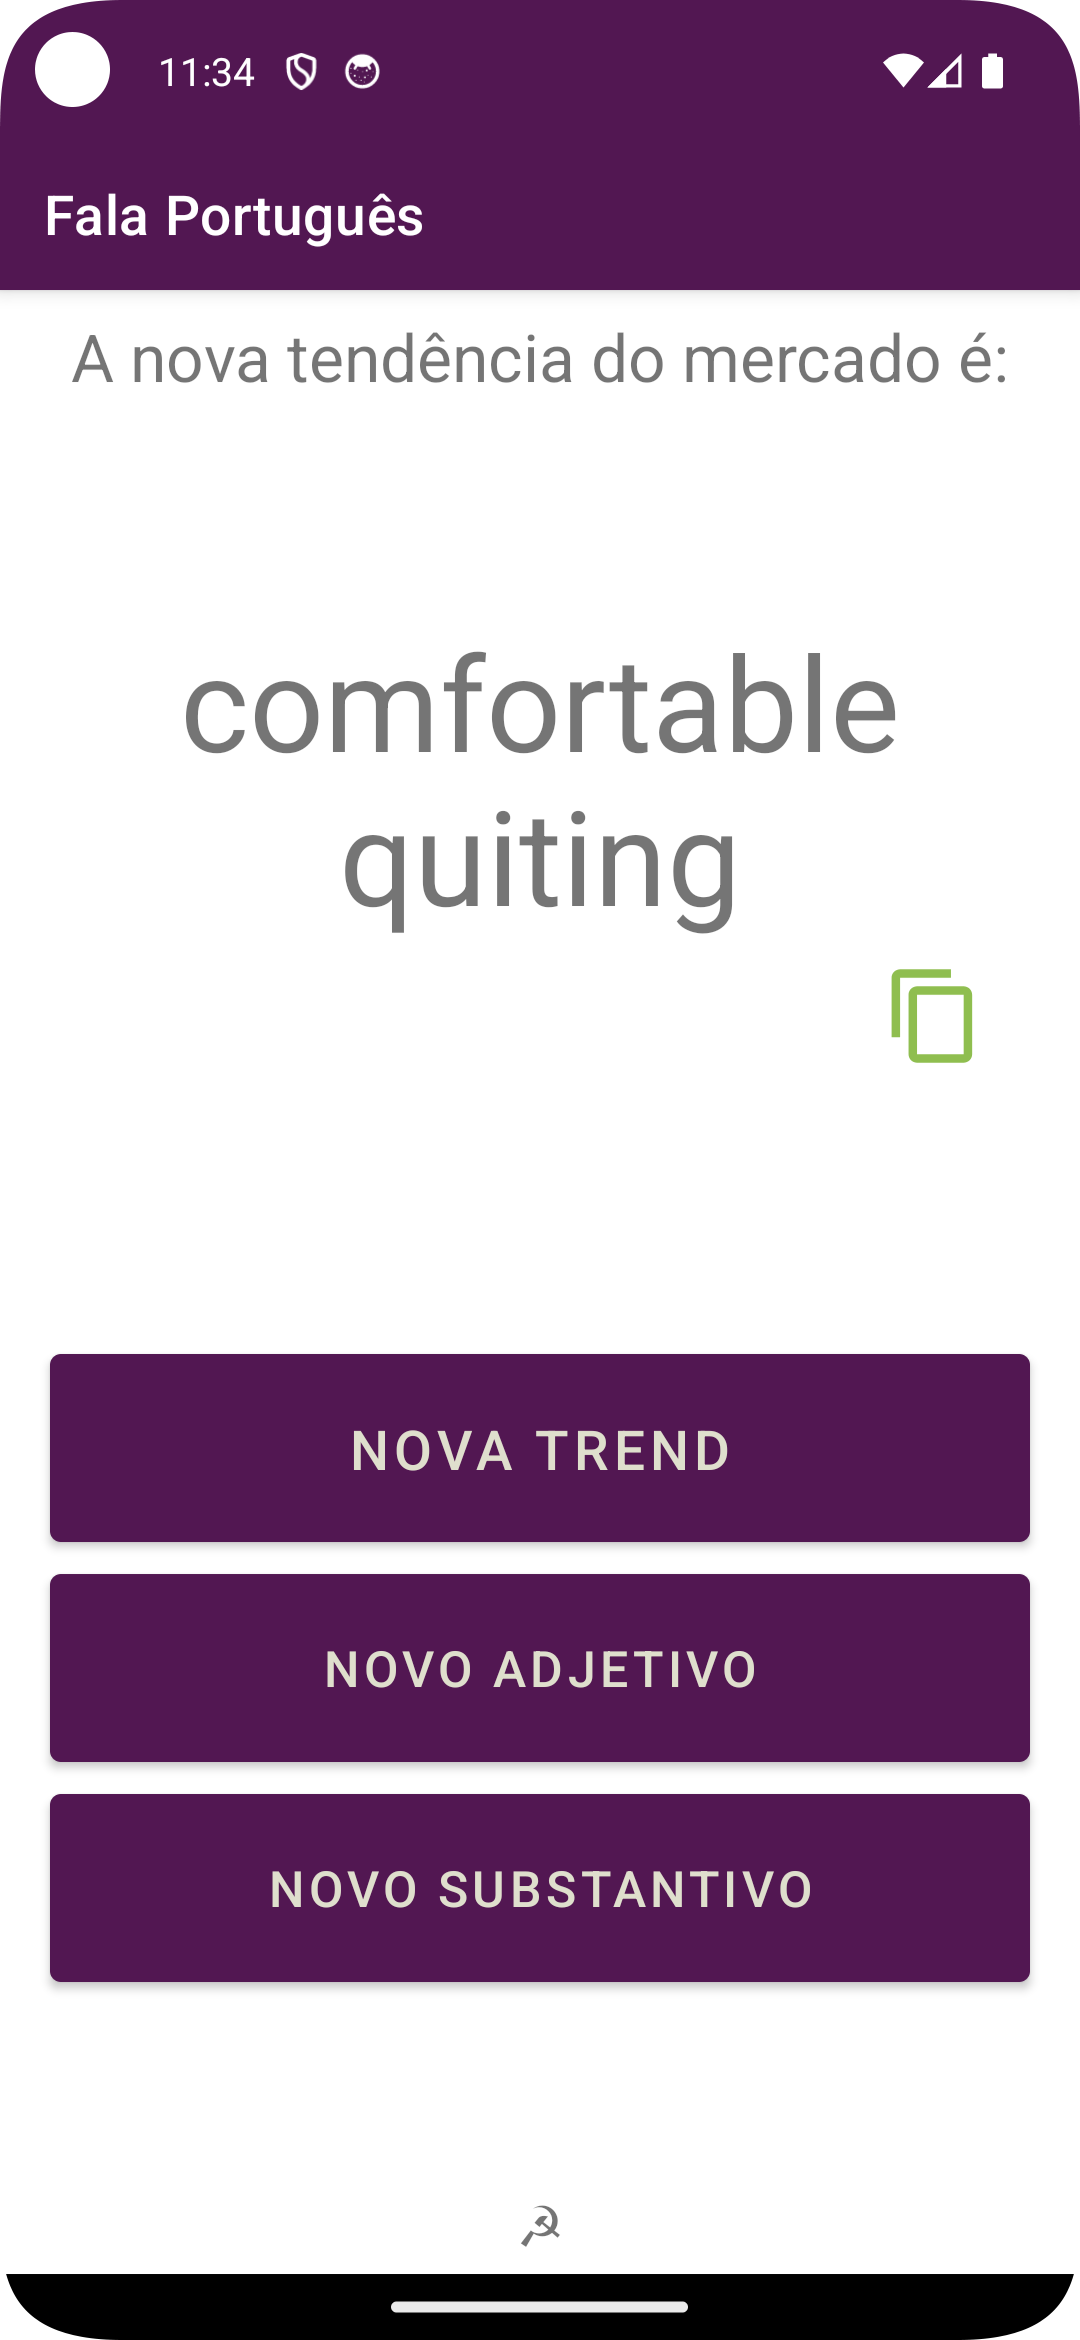 11:34
Fala Português
A nova tendência do mercado é:
comfortable
quiting
NOVA TREND
NOVO ADJETIVO
NOVO SUBSTANTIVO
☭